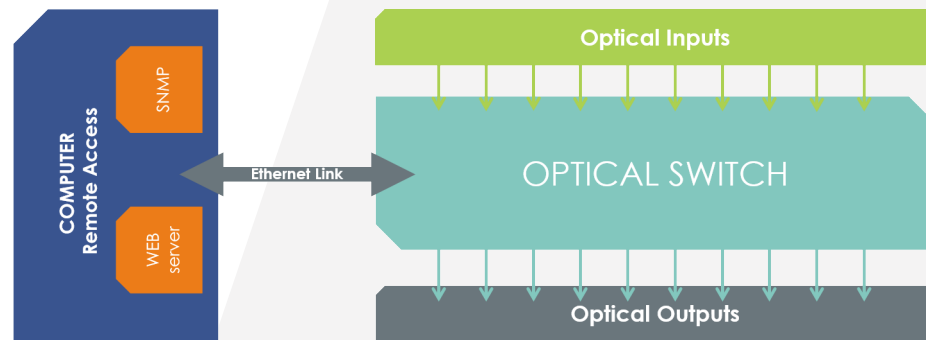 COMPUTER
Remote Access
SNMP
WEB
server
Ethernet Link
Optical Inputs
OPTICAL SWITCH
Optical Outputs